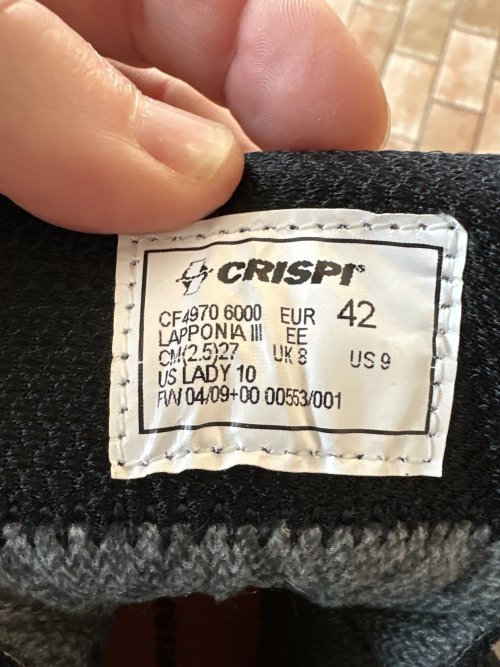 CRISPI®
CF4970 6000 EUR 42
LAPPONIA III EE
CM(2.5)27 UK 8 US 9
US LADY 10
FW 04/09+00 00553/001